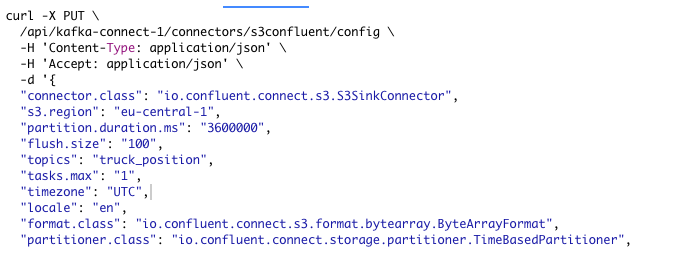 curl -X PUT \
/api/kafka-connect-1/connectors/s3confluent/config \
-H 'Content-Type: application/json' \
-H 'Accept: application/json' \
-d '{
"connector.class": "io.confluent.connect.s3.S3SinkConnector",
"s3.region": "eu-central-1",
"partition.duration.ms": "3600000",
"flush.size": "100",
"topics": "truck_position",
"tasks.max": "1",
"timezone": "UTC",
"locale": "en",
"format.class": "io.confluent.connect.s3.format.bytearray.ByteArrayFormat",
"partitioner.class": "io.confluent.connect.storage.partitioner.TimeBasedPartitioner",